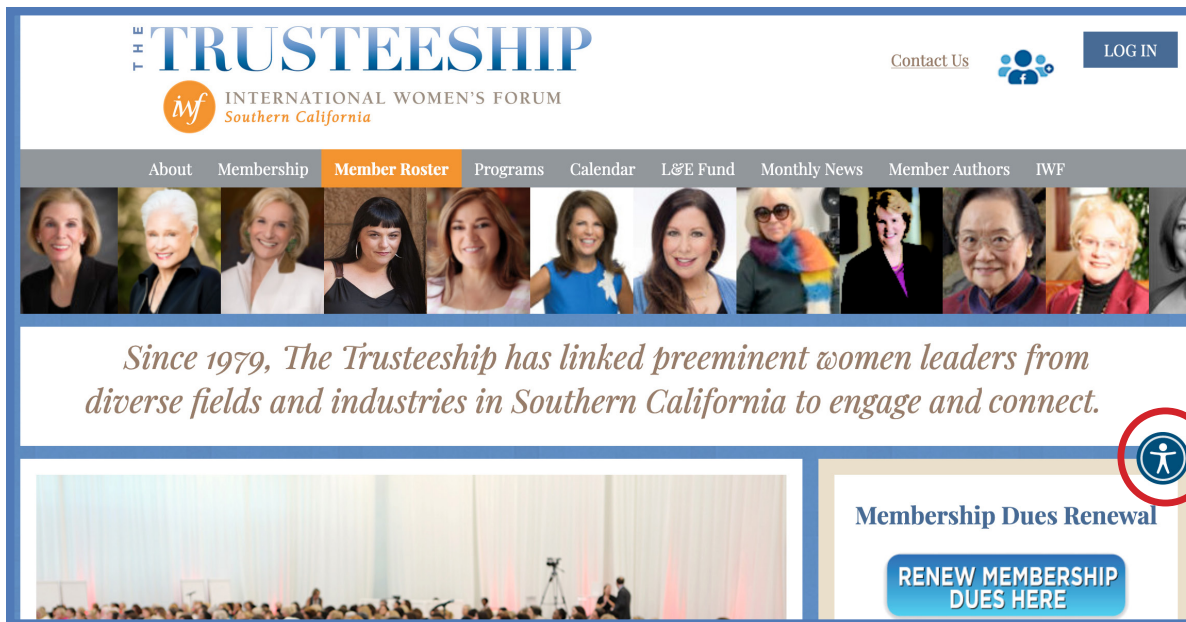 THE
TRUSTEESHIP
iwf
INTERNATIONAL WOMEN'S FORUM
Southern California
Contact Us
f
LOG IN
About Membership Member Roster Programs Calendar L&E Fund Monthly News Member Authors IWF
Since 1979, The Trusteeship has linked preeminent women leaders from
diverse fields and industries in Southern California to engage and connect.
Membership Dues Renewal
RENEW MEMBERSHIP
DUES HERE